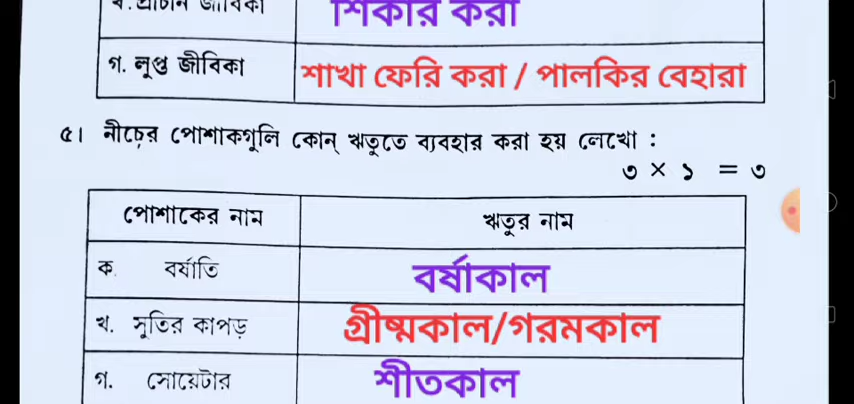 খ. প্রাচীন জীবিকা শিকার করা
গ. লুপ্ত জীবিকা শাখা ফেরি করা / পালকির বেহারা
৫। নীচের পোশাকগুলি কোন্ ঋতুতে ব্যবহার করা হয় লেখো :
৩ × ১ = ৩
পোশাকের নাম ঋতুর নাম
ক. বর্ষাতি বর্ষাকাল
খ. সুতির কাপড় গ্রীষ্মকাল/গরমকাল
গ. সোয়েটার শীতকাল